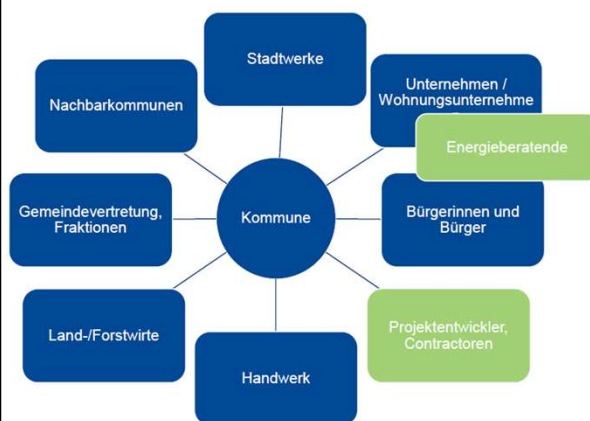 Stadtwerke
Nachbarkommunen
Unternehmen /
Wohnungsunternehme
Energieberatende
Gemeindevertretung,
Fraktionen
Kommune
Bürgerinnen und
Bürger
Land-/Forstwirte
Projektentwickler,
Contractoren
Handwerk